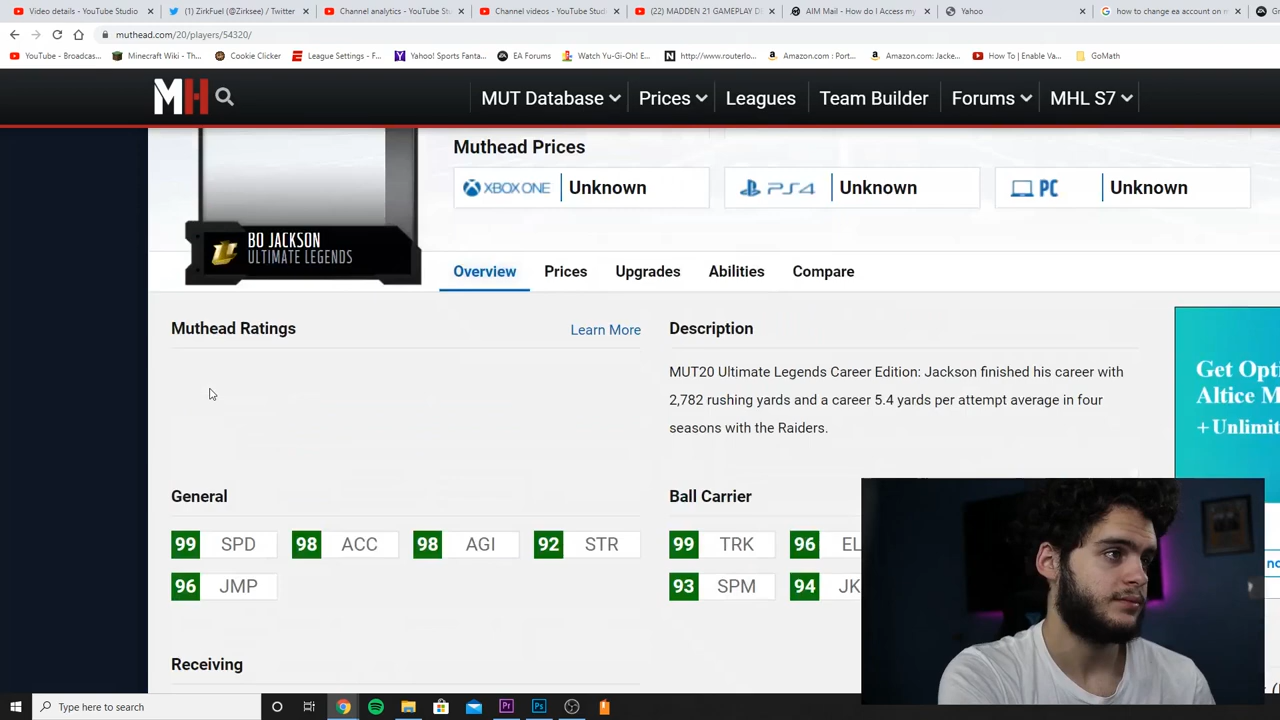 Video details - YouTube Studio
(1) ZirkFuel (@Zirksee) / Twitter
Channel analytics - YouTube St
Channel videos - YouTube Studi
(22) MADDEN 21 GAMEPLAY D
AIM Mail - How do I Access my
Yahoo
how to change ea account on m
muthead.com/20/players/54320/
YouTube - Broadcas...
Minecraft Wiki - Th...
Cookie Clicker
League Settings - F...
Yahoo! Sports Fanta...
EA Forums
Watch Yu-Gi-Oh! E...
http://www.routerlo...
Amazon.com : Port...
Amazon.com: Jacke...
How To | Enable Va...
GoMath
MH
MUT Database
Prices
Leagues
Team Builder
Forums
MHL S7
Muthead Prices
XBOX ONE Unknown
PS4 Unknown
PC Unknown
BO JACKSON
ULTIMATE LEGENDS
Overview
Prices
Upgrades
Abilities
Compare
Muthead Ratings
Learn More
Description
MUT20 Ultimate Legends Career Edition: Jackson finished his career with
2,782 rushing yards and a career 5.4 yards per attempt average in four
seasons with the Raiders.
Get Opti
Altice M
+ Unlimit
General
99 SPD
98 ACC
98 AGI
92 STR
96 JMP
Ball Carrier
99 TRK
96 EL
93 SPM
94 JK
Receiving
Type here to search